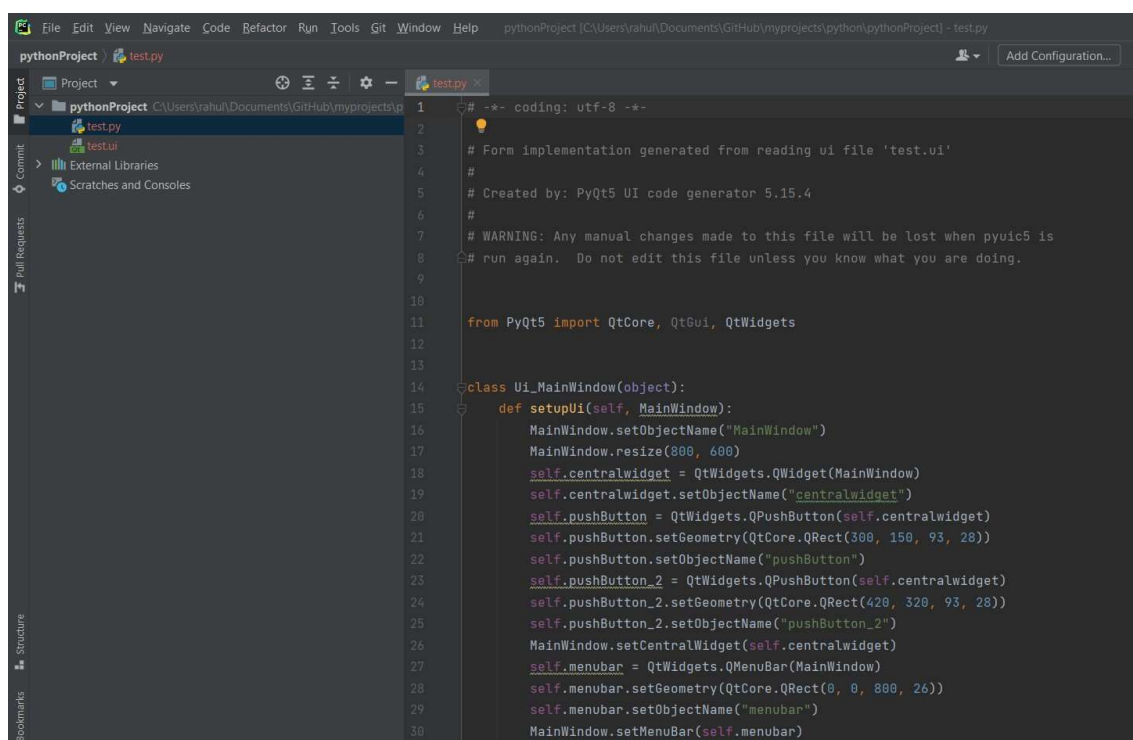 File Edit View Navigate Code Refactor Run Tools Git Window Help pythonProject [C:\Users\rahul\Documents\GitHub\myprojects\python\pythonProject] - test.py
pythonProject test.py Add Configuration...
Project
Commit
Pull Requests
Structure
Bookmarks
Project
pythonProject C:\Users\rahul\Documents\GitHub\myprojects\p
test.py
test.ui
External Libraries
Scratches and Consoles
test.py
1 # -*- coding: utf-8 -*-
2
3 # Form implementation generated from reading ui file 'test.ui'
4 #
5 # Created by: PyQt5 UI code generator 5.15.4
6 #
7 # WARNING: Any manual changes made to this file will be lost when pyuic5 is
8 # run again.  Do not edit this file unless you know what you are doing.
9
10
11 from PyQt5 import QtCore, QtGui, QtWidgets
12
13
14 class Ui_MainWindow(object):
15     def setupUi(self, MainWindow):
16         MainWindow.setObjectName("MainWindow")
17         MainWindow.resize(800, 600)
18         self.centralwidget = QtWidgets.QWidget(MainWindow)
19         self.centralwidget.setObjectName("centralwidget")
20         self.pushButton = QtWidgets.QPushButton(self.centralwidget)
21         self.pushButton.setGeometry(QtCore.QRect(300, 150, 93, 28))
22         self.pushButton.setObjectName("pushButton")
23         self.pushButton_2 = QtWidgets.QPushButton(self.centralwidget)
24         self.pushButton_2.setGeometry(QtCore.QRect(420, 320, 93, 28))
25         self.pushButton_2.setObjectName("pushButton_2")
26         MainWindow.setCentralWidget(self.centralwidget)
27         self.menubar = QtWidgets.QMenuBar(MainWindow)
28         self.menubar.setGeometry(QtCore.QRect(0, 0, 800, 26))
29         self.menubar.setObjectName("menubar")
30         MainWindow.setMenuBar(self.menubar)